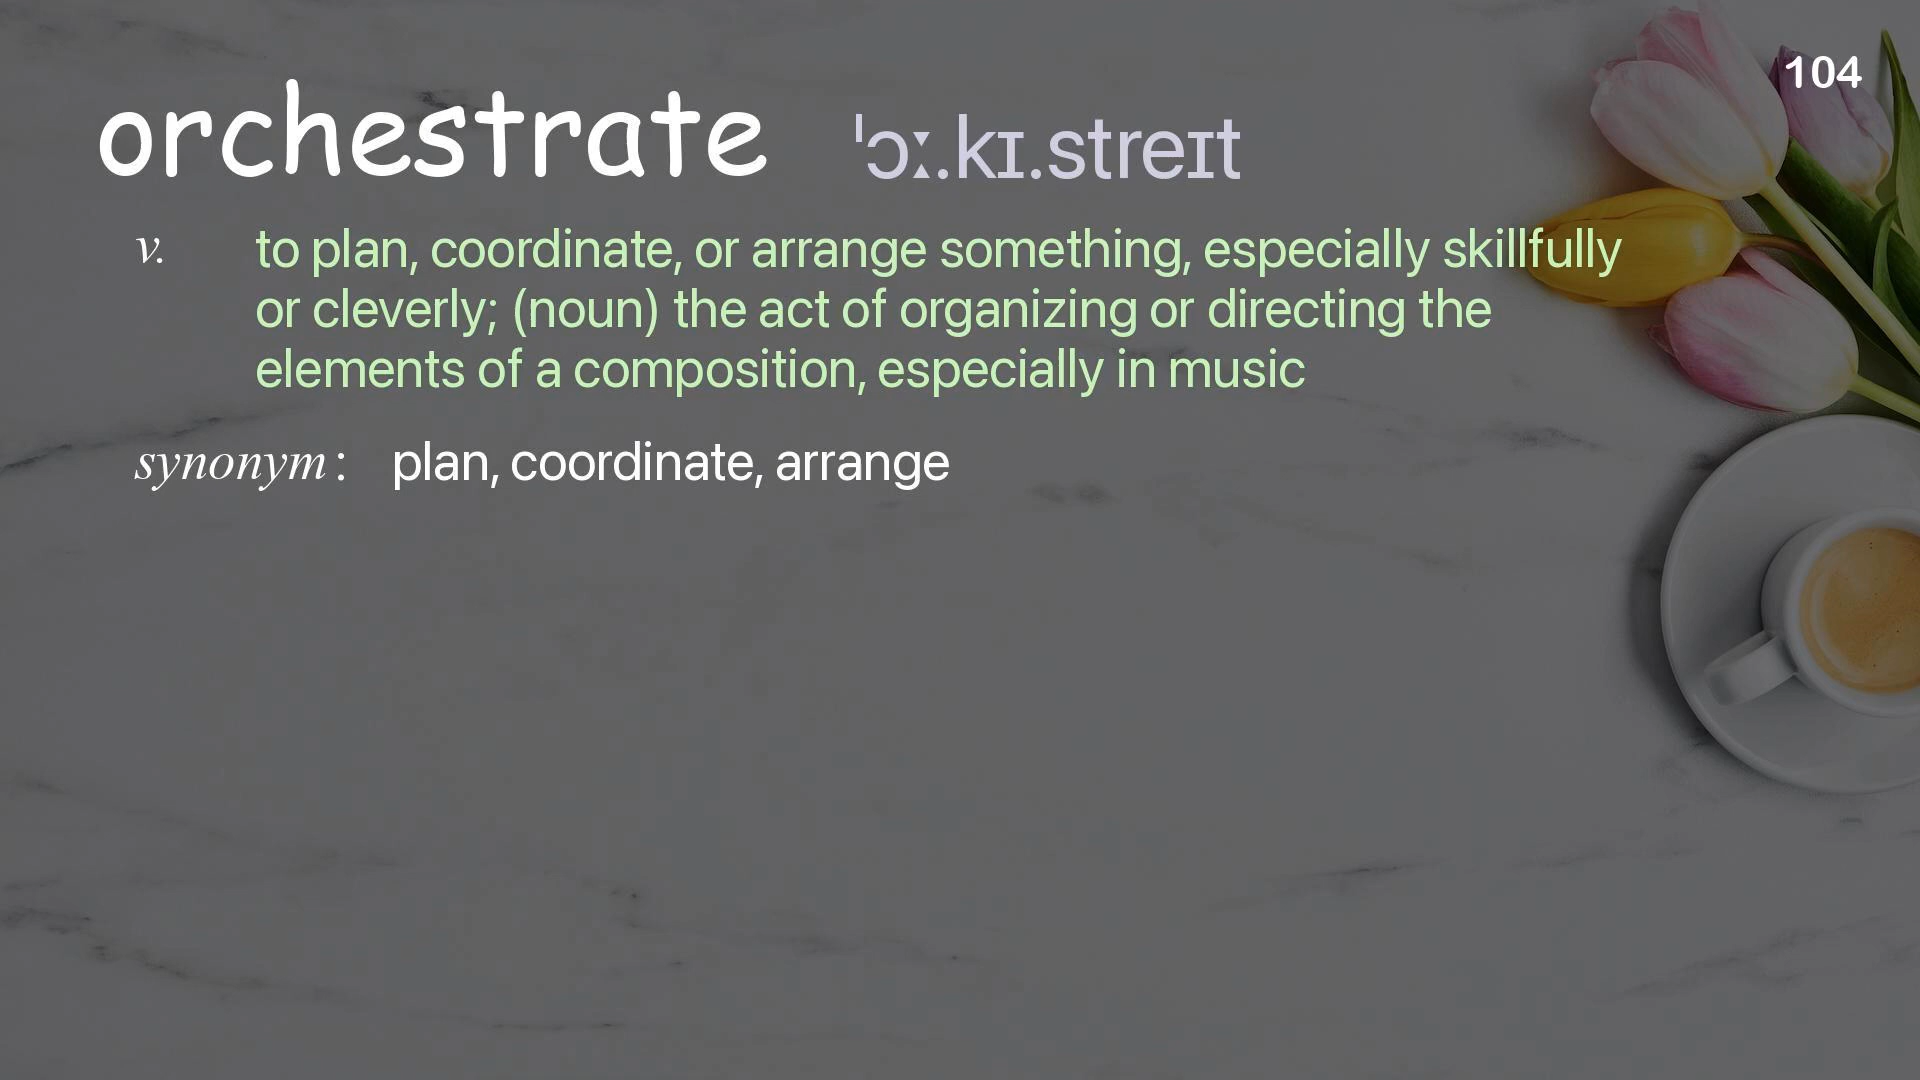 104
orchestrate ˈɔː.kɪ.streɪt
v. to plan, coordinate, or arrange something, especially skillfully
or cleverly; (noun) the act of organizing or directing the
elements of a composition, especially in music
synonym : plan, coordinate, arrange